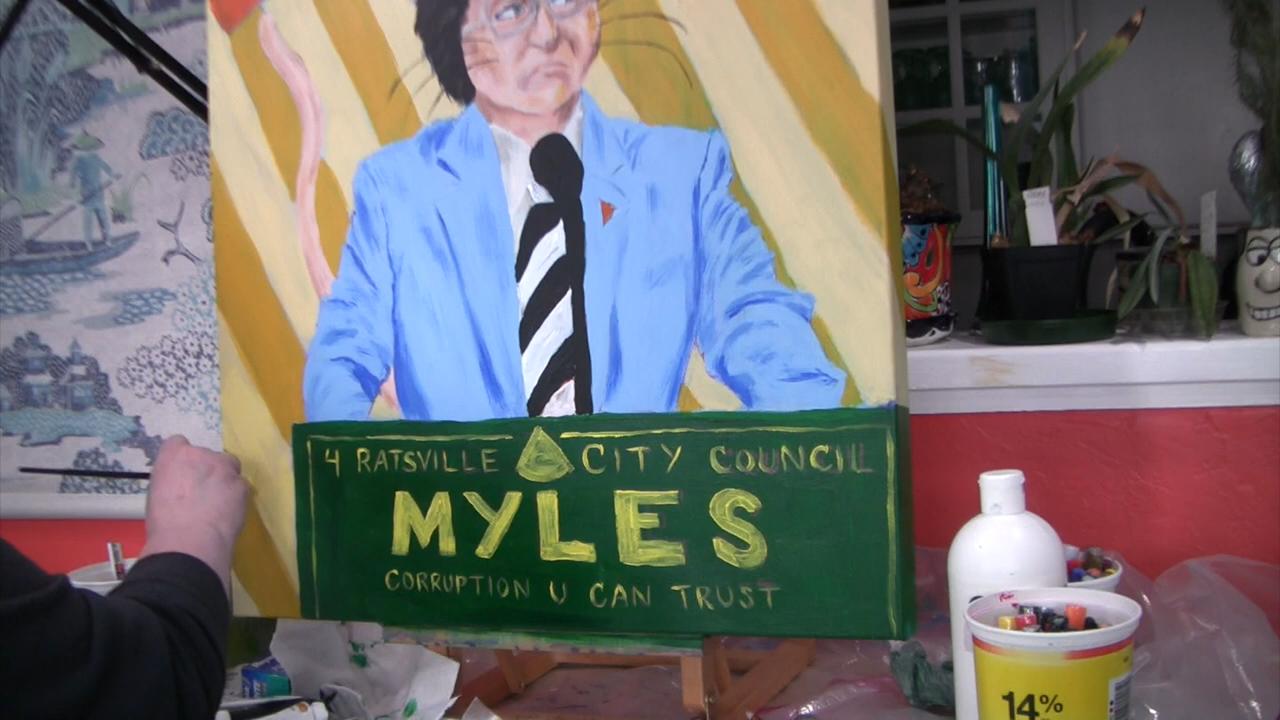 4 RATSVILLE CITY COUNCIL
MYLES
CORRUPTION U CAN TRUST
14%